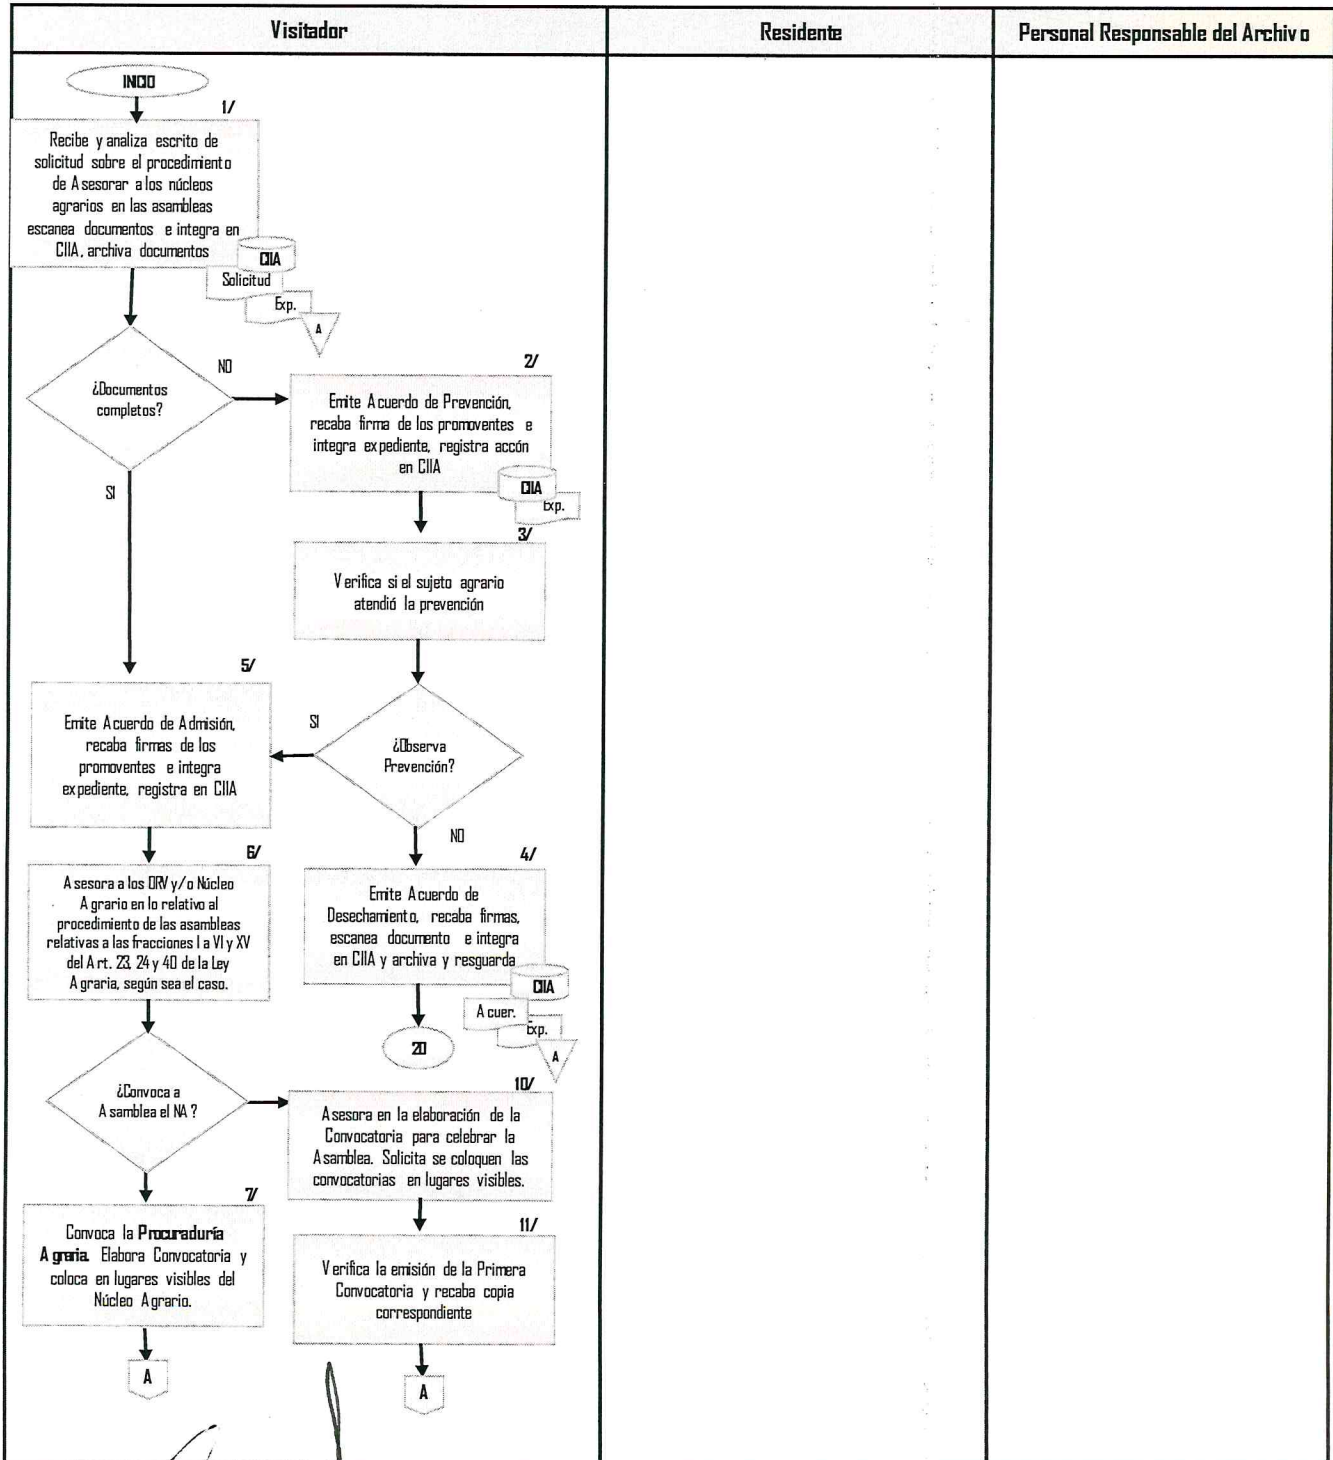 Visitador
Residente
Personal Responsable del Archivo
INICIO
1/
Recibe y analiza escrito de
solicitud sobre el procedimiento
de Asesorar a los núcleos
agrarios en las asambleas
escanea documentos e integra en
CIIA, archiva documentos
CIIA
Solicitud
Exp.
A
¿Documentos
completos?
NO
SI
2/
Emite Acuerdo de Prevención,
recaba firma de los promoventes e
integra expediente, registra accón
en CIIA
CIIA
Exp.
3/
Verifica si el sujeto agrario
atendió la prevención
¿Observa
Prevención?
SI
NO
5/
Emite Acuerdo de Admisión,
recaba firmas de los
promoventes e integra
expediente, registra en CIIA
4/
Emite Acuerdo de
Desechamiento, recaba firmas,
escanea documento e integra
en CIIA y archiva y resguarda
CIIA
Acuer.
Exp.
A
20
6/
Asesora a los ORV y/o Núcleo
Agrario en lo relativo al
procedimiento de las asambleas
relativas a las fracciones I a VI y XV
del Art. 23, 24 y 40 de la Ley
Agraria, según sea el caso.
¿Convoca a
Asamblea el NA?
10/
Asesora en la elaboración de la
Convocatoria para celebrar la
Asamblea. Solicita se coloquen las
convocatorias en lugares visibles.
7/
Convoca la Procuraduría
Agraria. Elabora Convocatoria y
coloca en lugares visibles del
Núcleo Agrario.
11/
Verifica la emisión de la Primera
Convocatoria y recaba copia
correspondiente
A
A